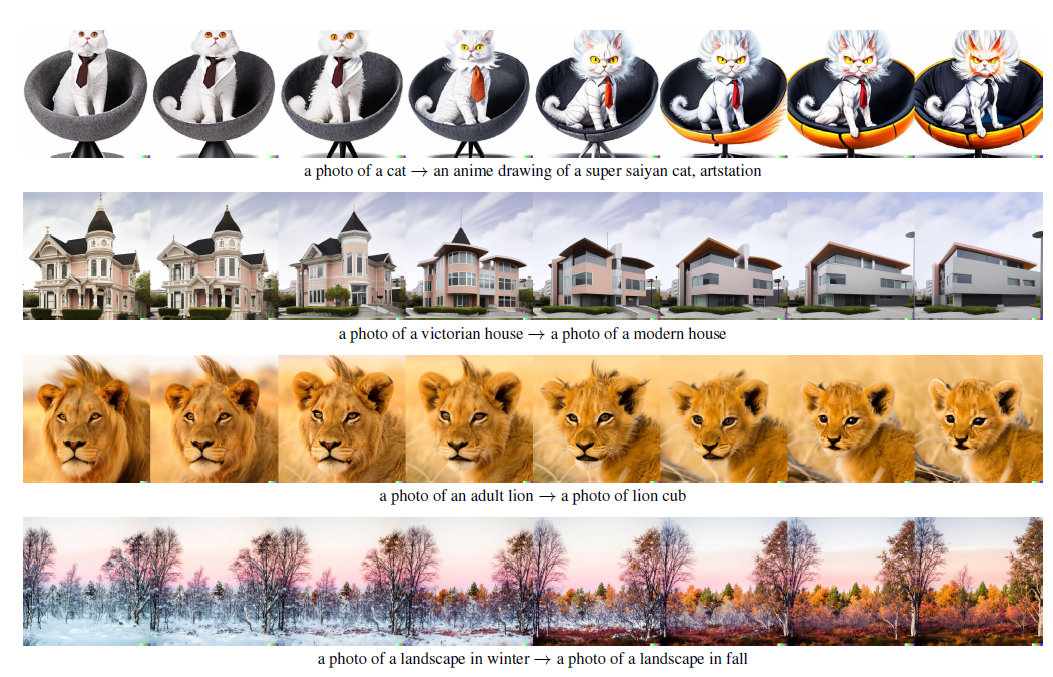 a photo of a cat → an anime drawing of a super saiyan cat, artstation
a photo of a victorian house → a photo of a modern house
a photo of an adult lion → a photo of lion cub
a photo of a landscape in winter → a photo of a landscape in fall